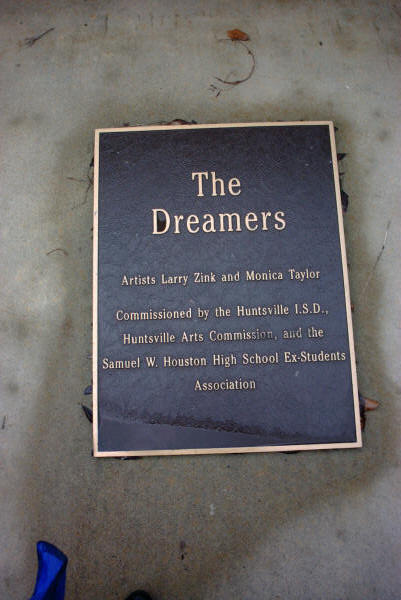 The
Dreamers
Artists Larry Zink and Monica Taylor
Commissioned by the Huntsville I.S.D.,
Huntsville Arts Commission, and the
Samuel W. Houston High School Ex-Students
Association